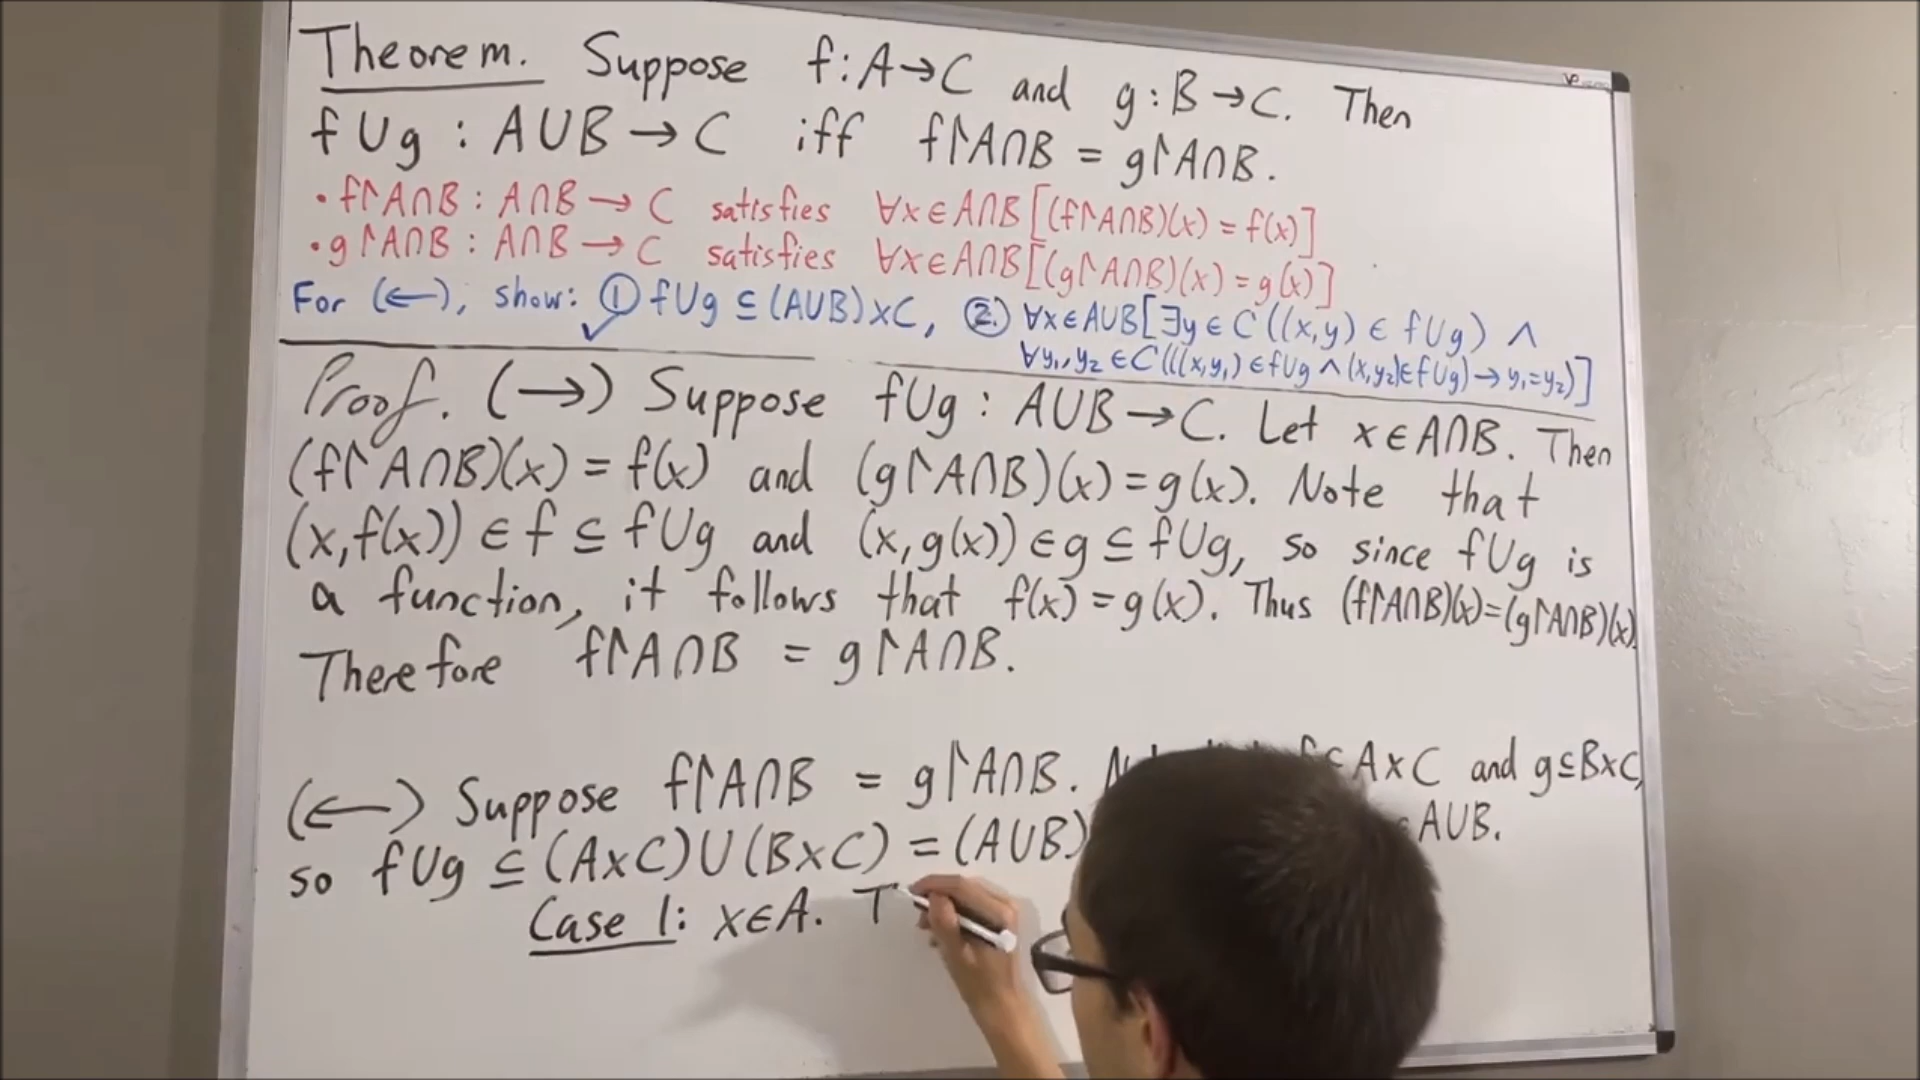 Theorem. Suppose f:A→C and g:B→C. Then
f∪g : A∪B → C iff f↾A∩B = g↾A∩B.
• f↾A∩B : A∩B → C satisfies ∀x∈A∩B[(f↾A∩B)(x) = f(x)]
• g↾A∩B : A∩B → C satisfies ∀x∈A∩B[(g↾A∩B)(x) = g(x)]
For (←), show: ① f∪g ⊆ (A∪B)×C, ②. ∀x∈A∪B[∃y∈C((x,y) ∈ f∪g) ∧
∀y₁,y₂ ∈C(((x,y₁) ∈ f∪g ∧ (x,y₂)∈f∪g) → y₁=y₂)]
Proof. (→) Suppose f∪g : A∪B → C. Let x∈A∩B. Then
(f↾A∩B)(x) = f(x) and (g↾A∩B)(x) = g(x). Note that
(x,f(x)) ∈ f ⊆ f∪g and (x,g(x)) ∈ g ⊆ f∪g, so since f∪g is
a function, it follows that f(x) = g(x). Thus (f↾A∩B)(x)=(g↾A∩B)(x).
Therefore f↾A∩B = g↾A∩B.
(←) Suppose f↾A∩B = g↾A∩B. A×C and g⊆B×C,
so f∪g ⊆ (A×C)∪(B×C) = (A∪B) A∪B.
Case 1: x∈A. T